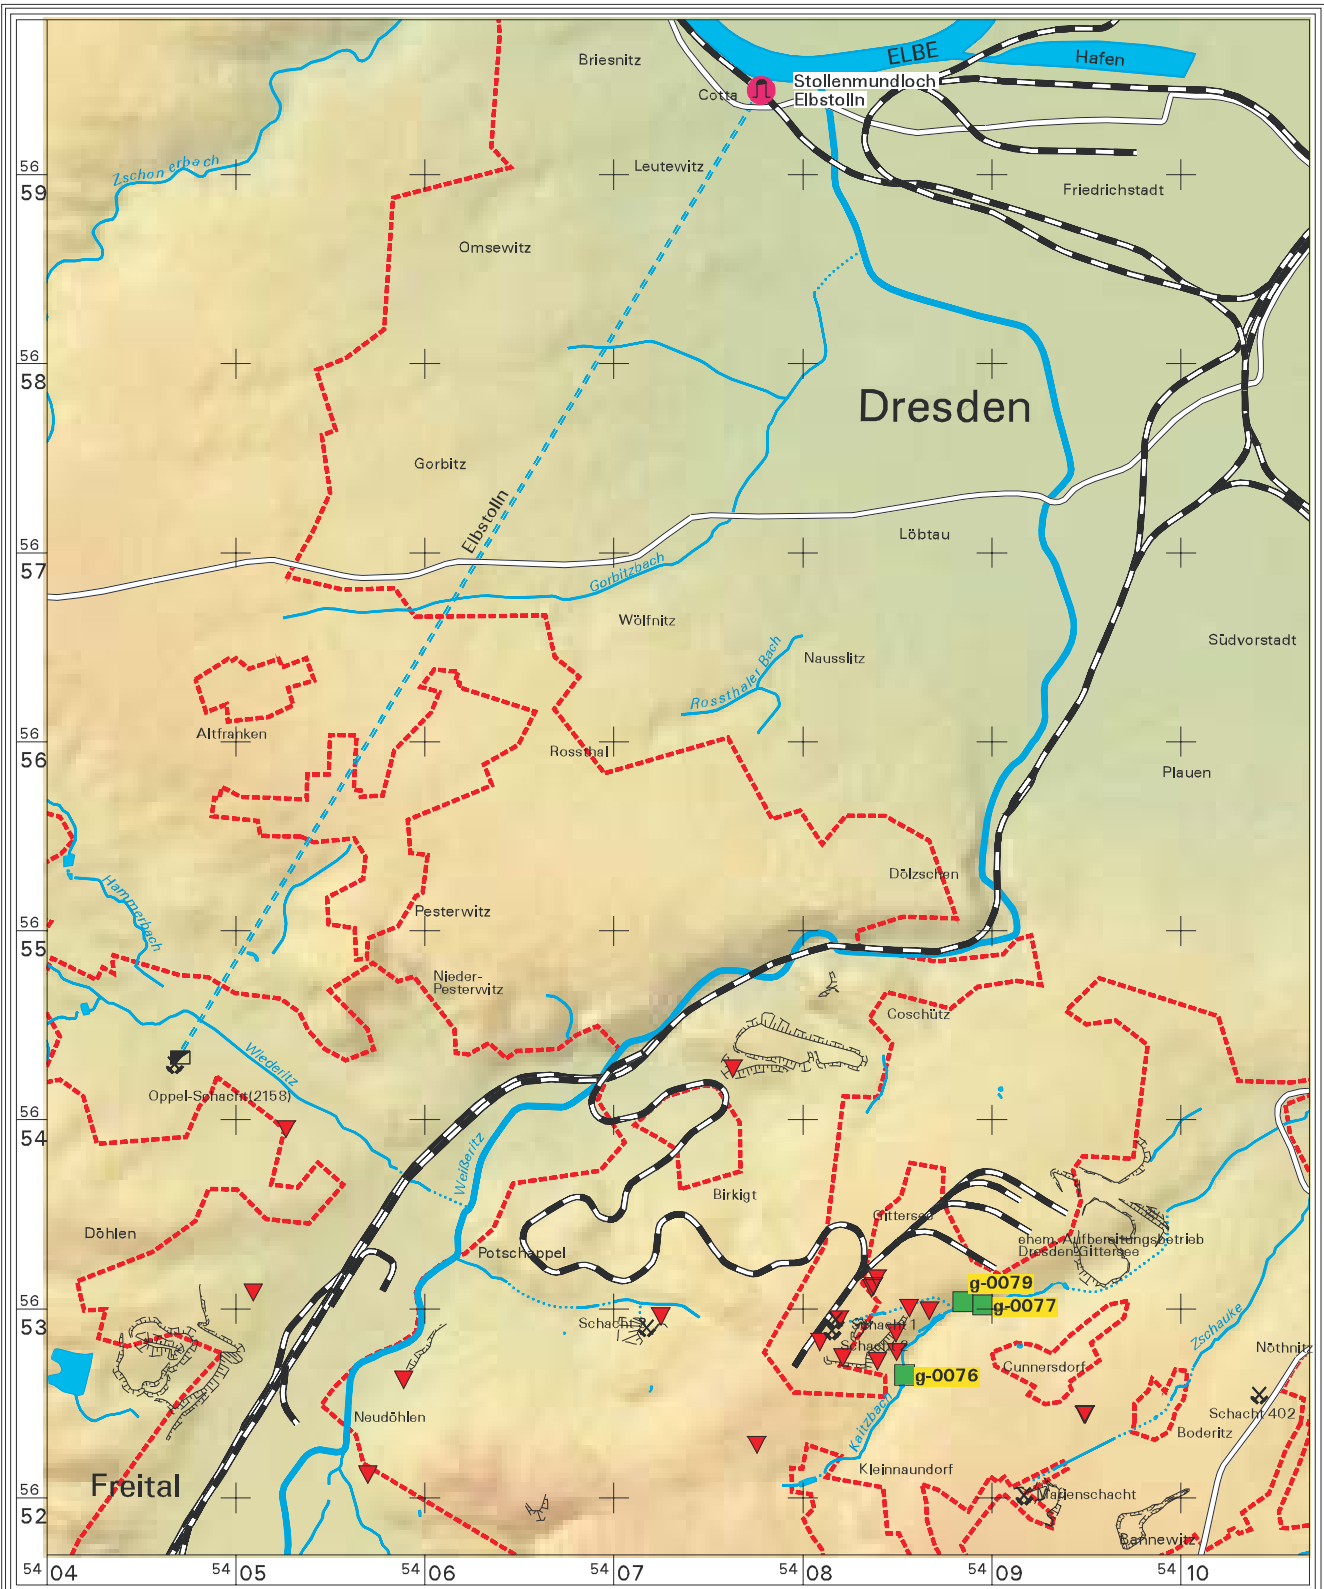 Briesnitz
ELBE
Hafen
Cotta
Stollenmundloch
Elbstolln
Zschonerbach
Leutewitz
56
59
Friedrichstadt
Omsewitz
56
58
Dresden
Gorbitz
Elbstolln
Löbtau
56
57
Gorbitzbach
Wölfnitz
Südvorstadt
Nausslitz
Rossthaler Bach
Altfranken
56
56
Rossthal
Plauen
Dölzschen
Hammerbach
Pesterwitz
56
55
Nieder-
Pesterwitz
Coschütz
Wiederitz
Oppel-Schacht(2158)
56
54
Weißeritz
Birkigt
Döhlen
Gittersee
Potschappel
ehem. Aufbereitungsbetrieb
Dresden-Gittersee
g-0079
g-0077
56
53
Schacht 3
Schacht 1
Schacht 2
Zschauke
Nöthnitz
Cunnersdorf
g-0076
Schacht 402
Neudöhlen
Kaitzbach
Boderitz
Kleinnaundorf
Freital
56
52
Marienschacht
Bannewitz
54 04
54 05
54 06
54 07
54 08
54 09
54 10